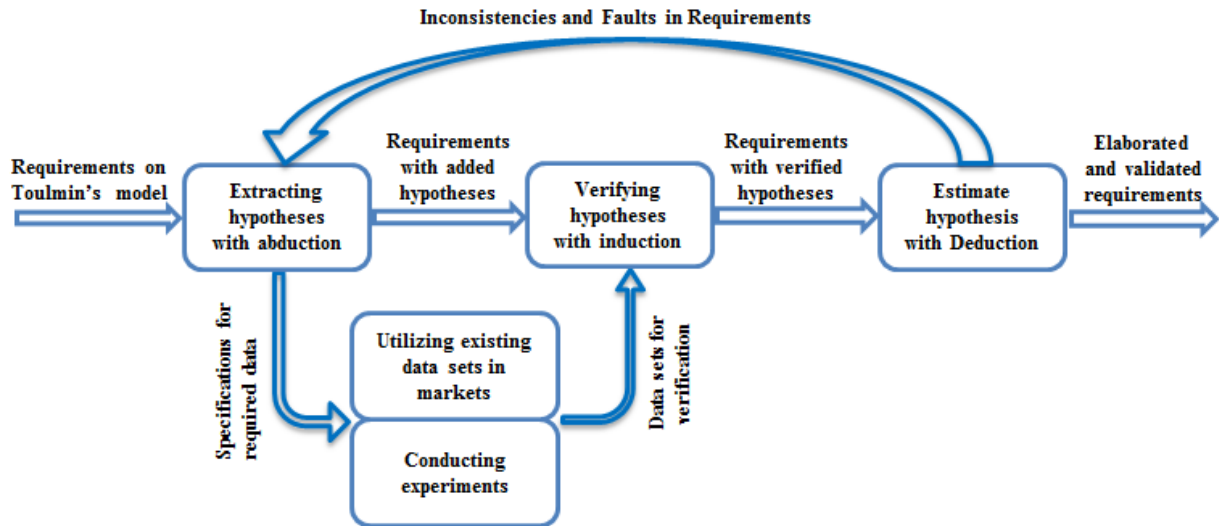 Inconsistencies and Faults in Requirements
Requirements on
Toulmin's model
Extracting
hypotheses
with abduction
Requirements
with added
hypotheses
Verifying
hypotheses
with induction
Requirements
with verified
hypotheses
Estimate
hypothesis
with Deduction
Elaborated
and validated
requirements
Specifications for
required data
Utilizing existing
data sets in
markets
Conducting
experiments
Data sets for
verification